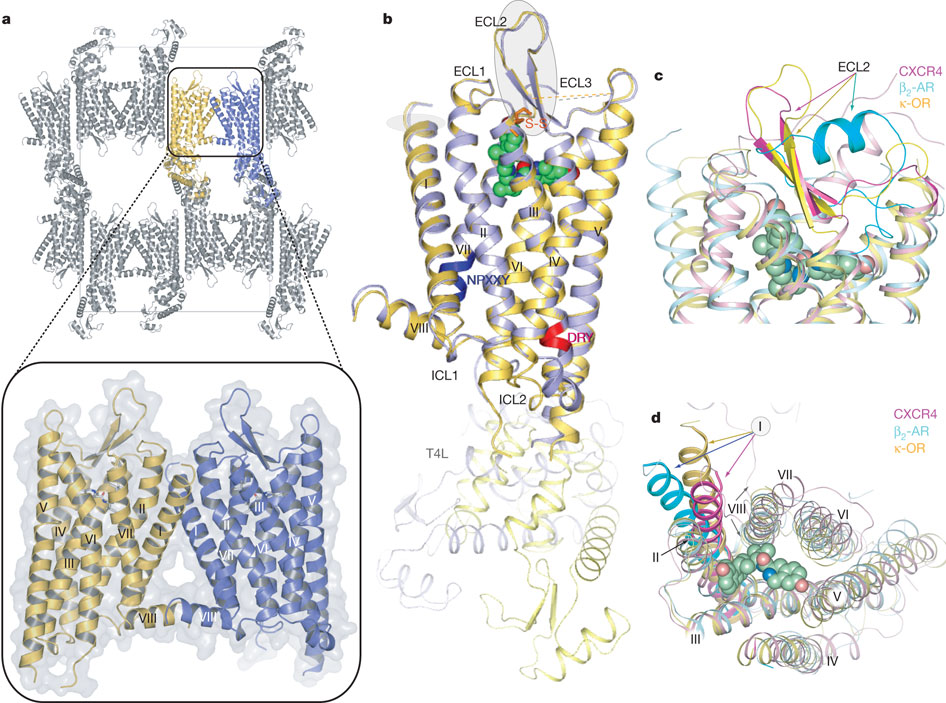 a
V
IV
III
VI
VII
II
I
VIII
VIII
II
VII
III
VI
IV
V
b
ECL2
ECL1
ECL3
S-S
I
II
III
V
VII
NPXXY
VI
IV
VIII
DRY
ICL1
ICL2
T4L
c
ECL2
CXCR4
β₂-AR
κ-OR
d
I
CXCR4
β₂-AR
κ-OR
VII
VIII
VI
II
V
III
IV